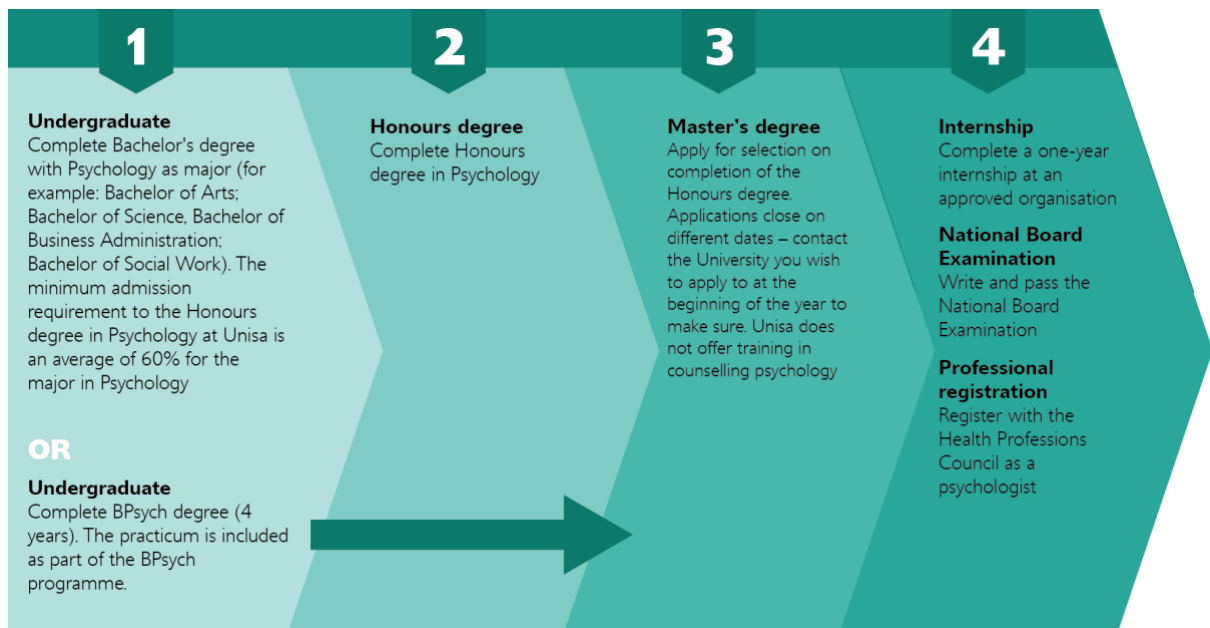 1
Undergraduate
Complete Bachelor's degree
with Psychology as major (for
example: Bachelor of Arts;
Bachelor of Science, Bachelor of
Business Administration;
Bachelor of Social Work). The
minimum admission
requirement to the Honours
degree in Psychology at Unisa is
an average of 60% for the
major in Psychology
OR
Undergraduate
Complete BPsych degree (4
years). The practicum is included
as part of the BPsych
programme.
2
Honours degree
Complete Honours
degree in Psychology
3
Master's degree
Apply for selection on
completion of the
Honours degree.
Applications close on
different dates – contact
the University you wish
to apply to at the
beginning of the year to
make sure. Unisa does
not offer training in
counselling psychology
4
Internship
Complete a one-year
internship at an
approved organisation
National Board
Examination
Write and pass the
National Board
Examination
Professional
registration
Register with the
Health Professions
Council as a
psychologist